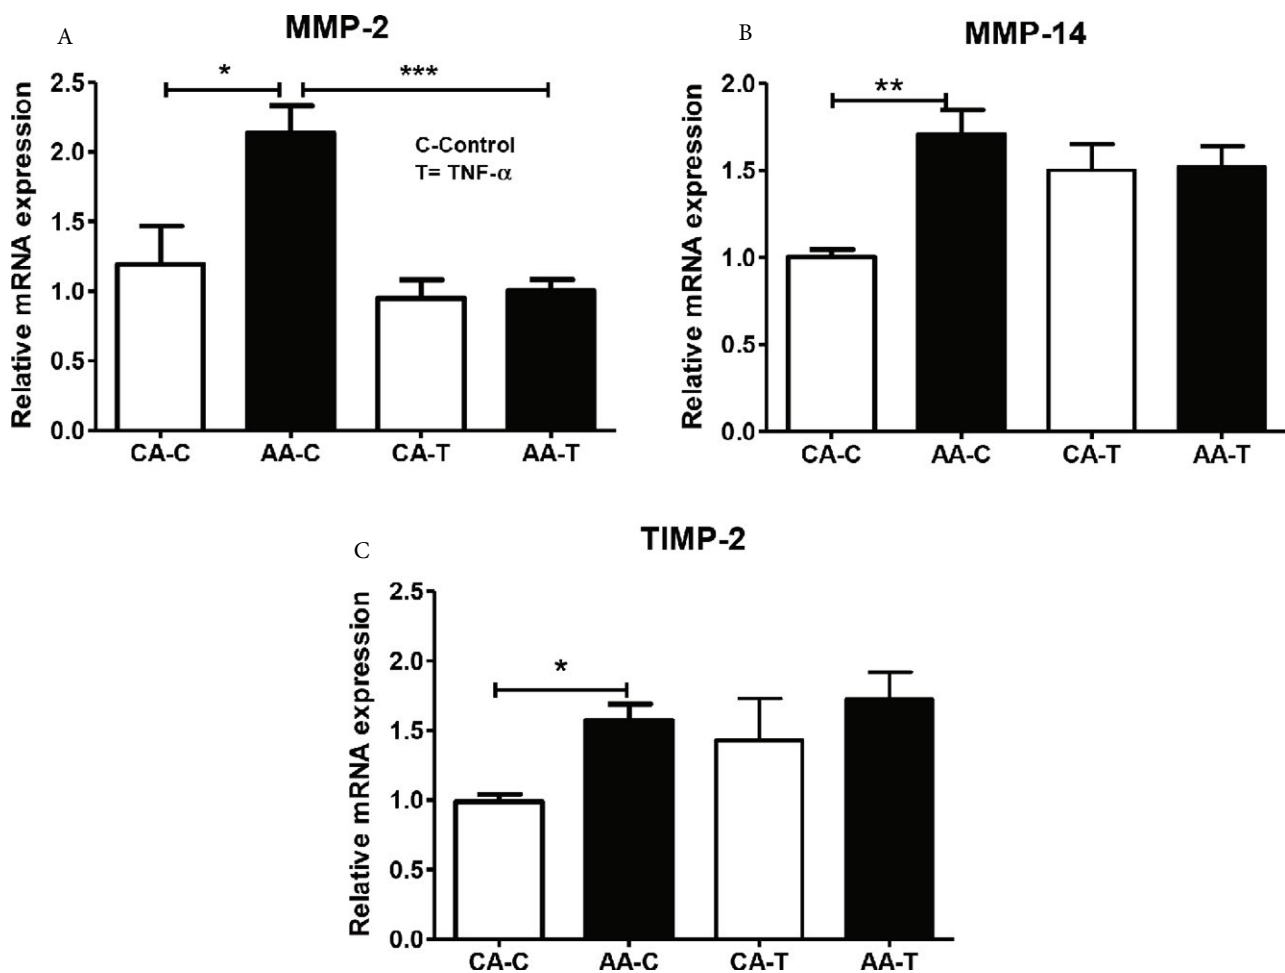 A
MMP-2
Relative mRNA expression
2.5
2.0
1.5
1.0
0.5
0.0
*
***
C-Control
T= TNF-α
CA-C AA-C CA-T AA-T
B
MMP-14
Relative mRNA expression
2.0
1.5
1.0
0.5
0.0
**
CA-C AA-C CA-T AA-T
C
TIMP-2
Relative mRNA expression
2.5
2.0
1.5
1.0
0.5
0.0
*
CA-C AA-C CA-T AA-T